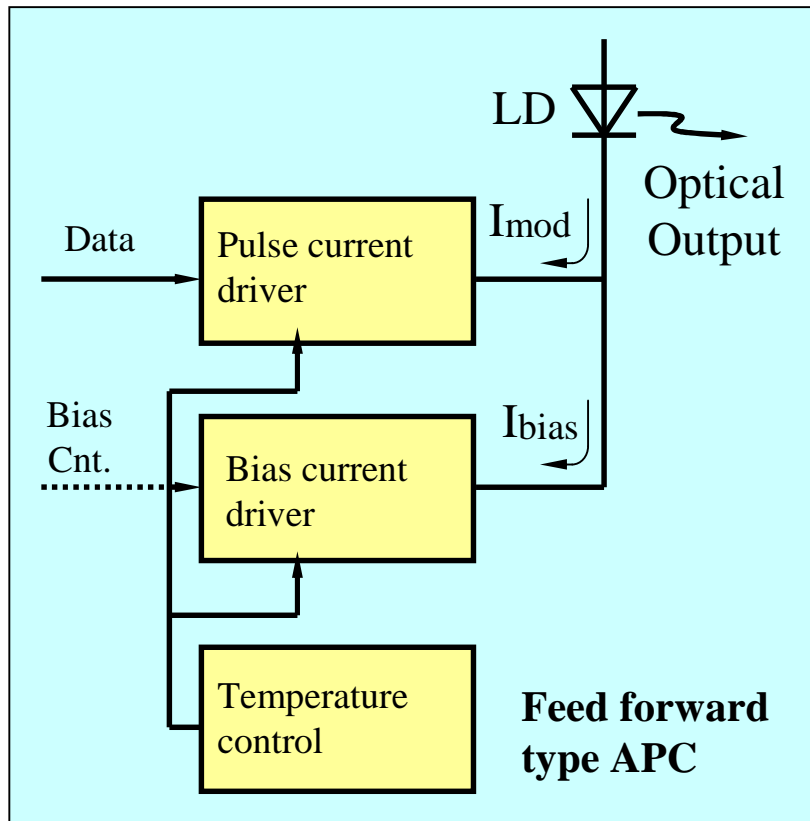 LD
Optical
Output
Imod
Data
Pulse current
driver
Bias
Cnt.
Ibias
Bias current
driver
Temperature
control
Feed forward
type APC